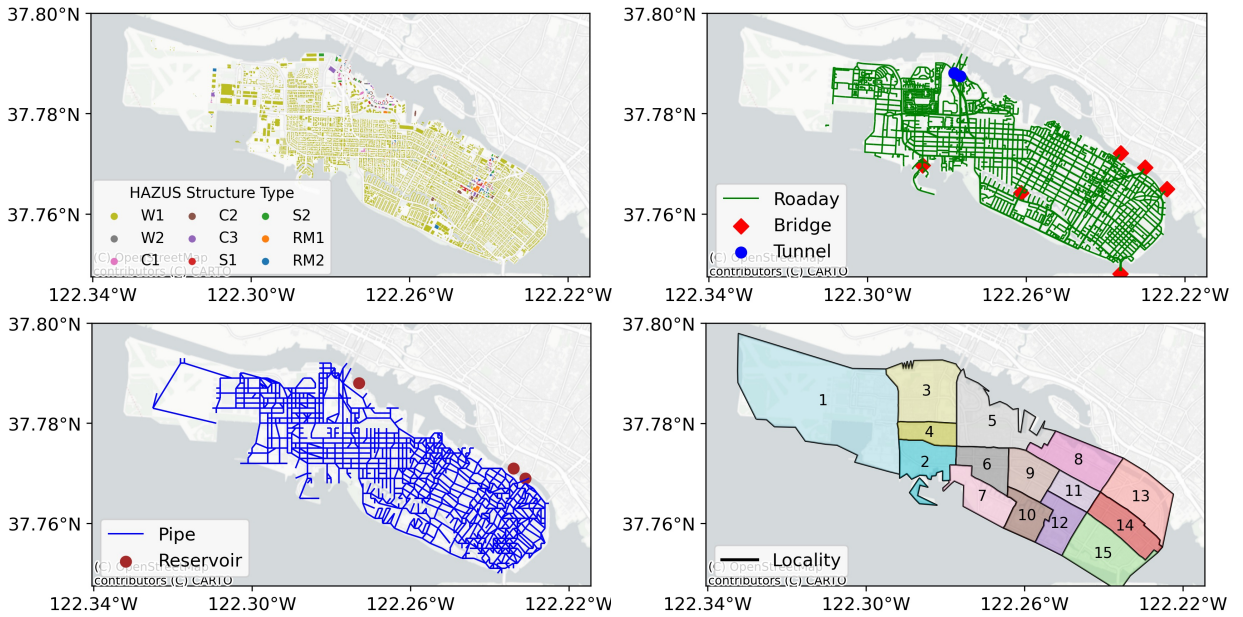 37.80°N
37.78°N
37.76°N
HAZUS Structure Type
W1 C2 S2
W2 C3 RM1
C1 S1 RM2
(C) OpenStreetMap
contributors (C) CARTO
122.34°W 122.30°W 122.26°W 122.22°W
37.80°N
37.78°N
37.76°N
Roaday
Bridge
Tunnel
(C) OpenStreetMap
contributors (C) CARTO
122.34°W 122.30°W 122.26°W 122.22°W
37.80°N
37.78°N
37.76°N
Pipe
Reservoir
(C) OpenStreetMap
contributors (C) CARTO
122.34°W 122.30°W 122.26°W 122.22°W
37.80°N
37.78°N
37.76°N
1
3
4
5
2
6
7
9
8
11
10
12
13
14
15
Locality
(C) OpenStreetMap
contributors (C) CARTO
122.34°W 122.30°W 122.26°W 122.22°W